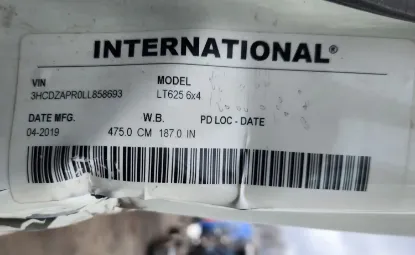 INTERNATIONAL®
VIN MODEL
3HCDZAPR0LL858693 LT625 6x4
DATE MFG. W.B. PD LOC - DATE
04-2019 475.0 CM 187.0 IN